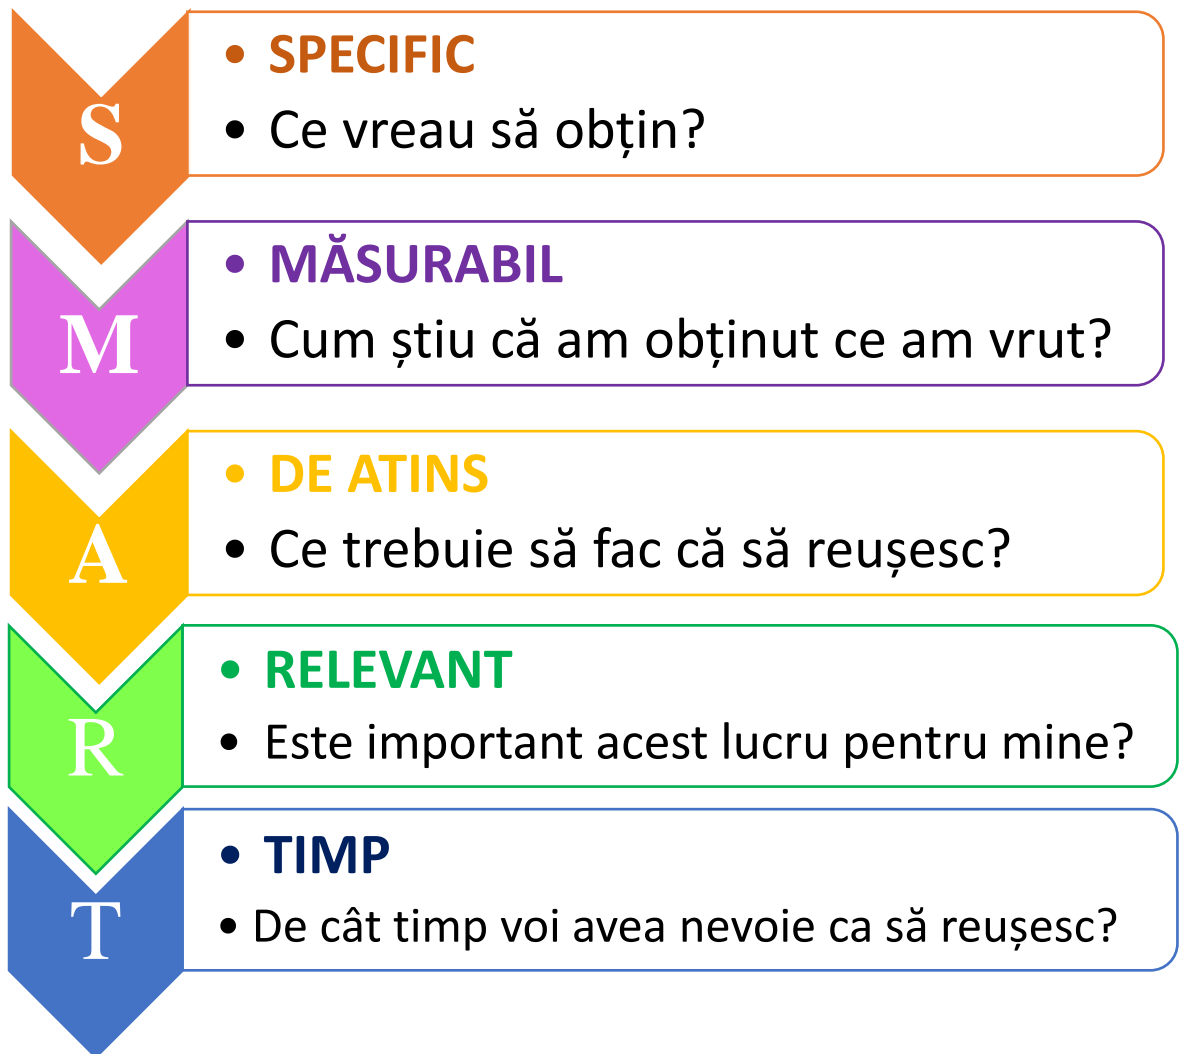 S
• SPECIFIC
• Ce vreau să obțin?
M
• MĂSURABIL
• Cum știu că am obținut ce am vrut?
A
• DE ATINS
• Ce trebuie să fac că să reușesc?
R
• RELEVANT
• Este important acest lucru pentru mine?
T
• TIMP
• De cât timp voi avea nevoie ca să reușesc?